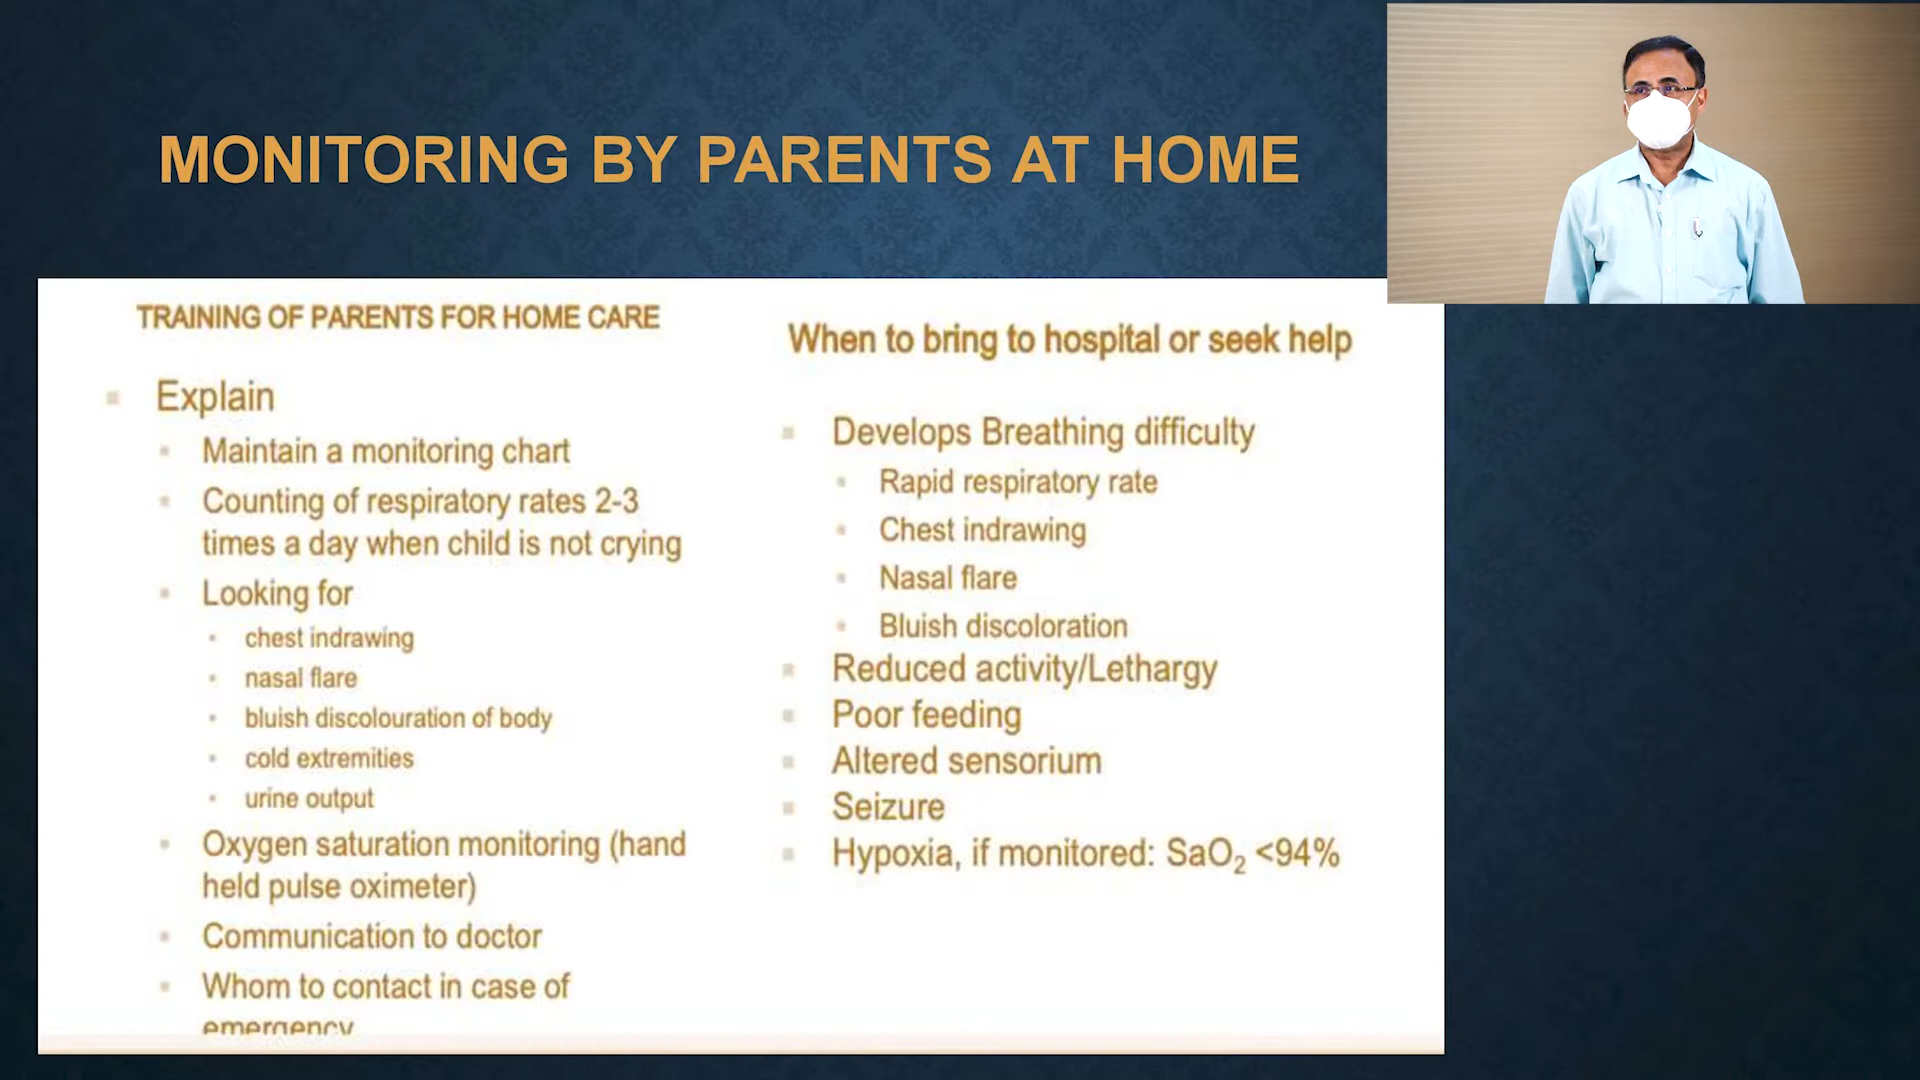 MONITORING BY PARENTS AT HOME
TRAINING OF PARENTS FOR HOME CARE
Explain
Maintain a monitoring chart
Counting of respiratory rates 2-3
times a day when child is not crying
Looking for
chest indrawing
nasal flare
bluish discolouration of body
cold extremities
urine output
Oxygen saturation monitoring (hand
held pulse oximeter)
Communication to doctor
Whom to contact in case of
emergency
When to bring to hospital or seek help
Develops Breathing difficulty
Rapid respiratory rate
Chest indrawing
Nasal flare
Bluish discoloration
Reduced activity/Lethargy
Poor feeding
Altered sensorium
Seizure
Hypoxia, if monitored: SaO₂ <94%